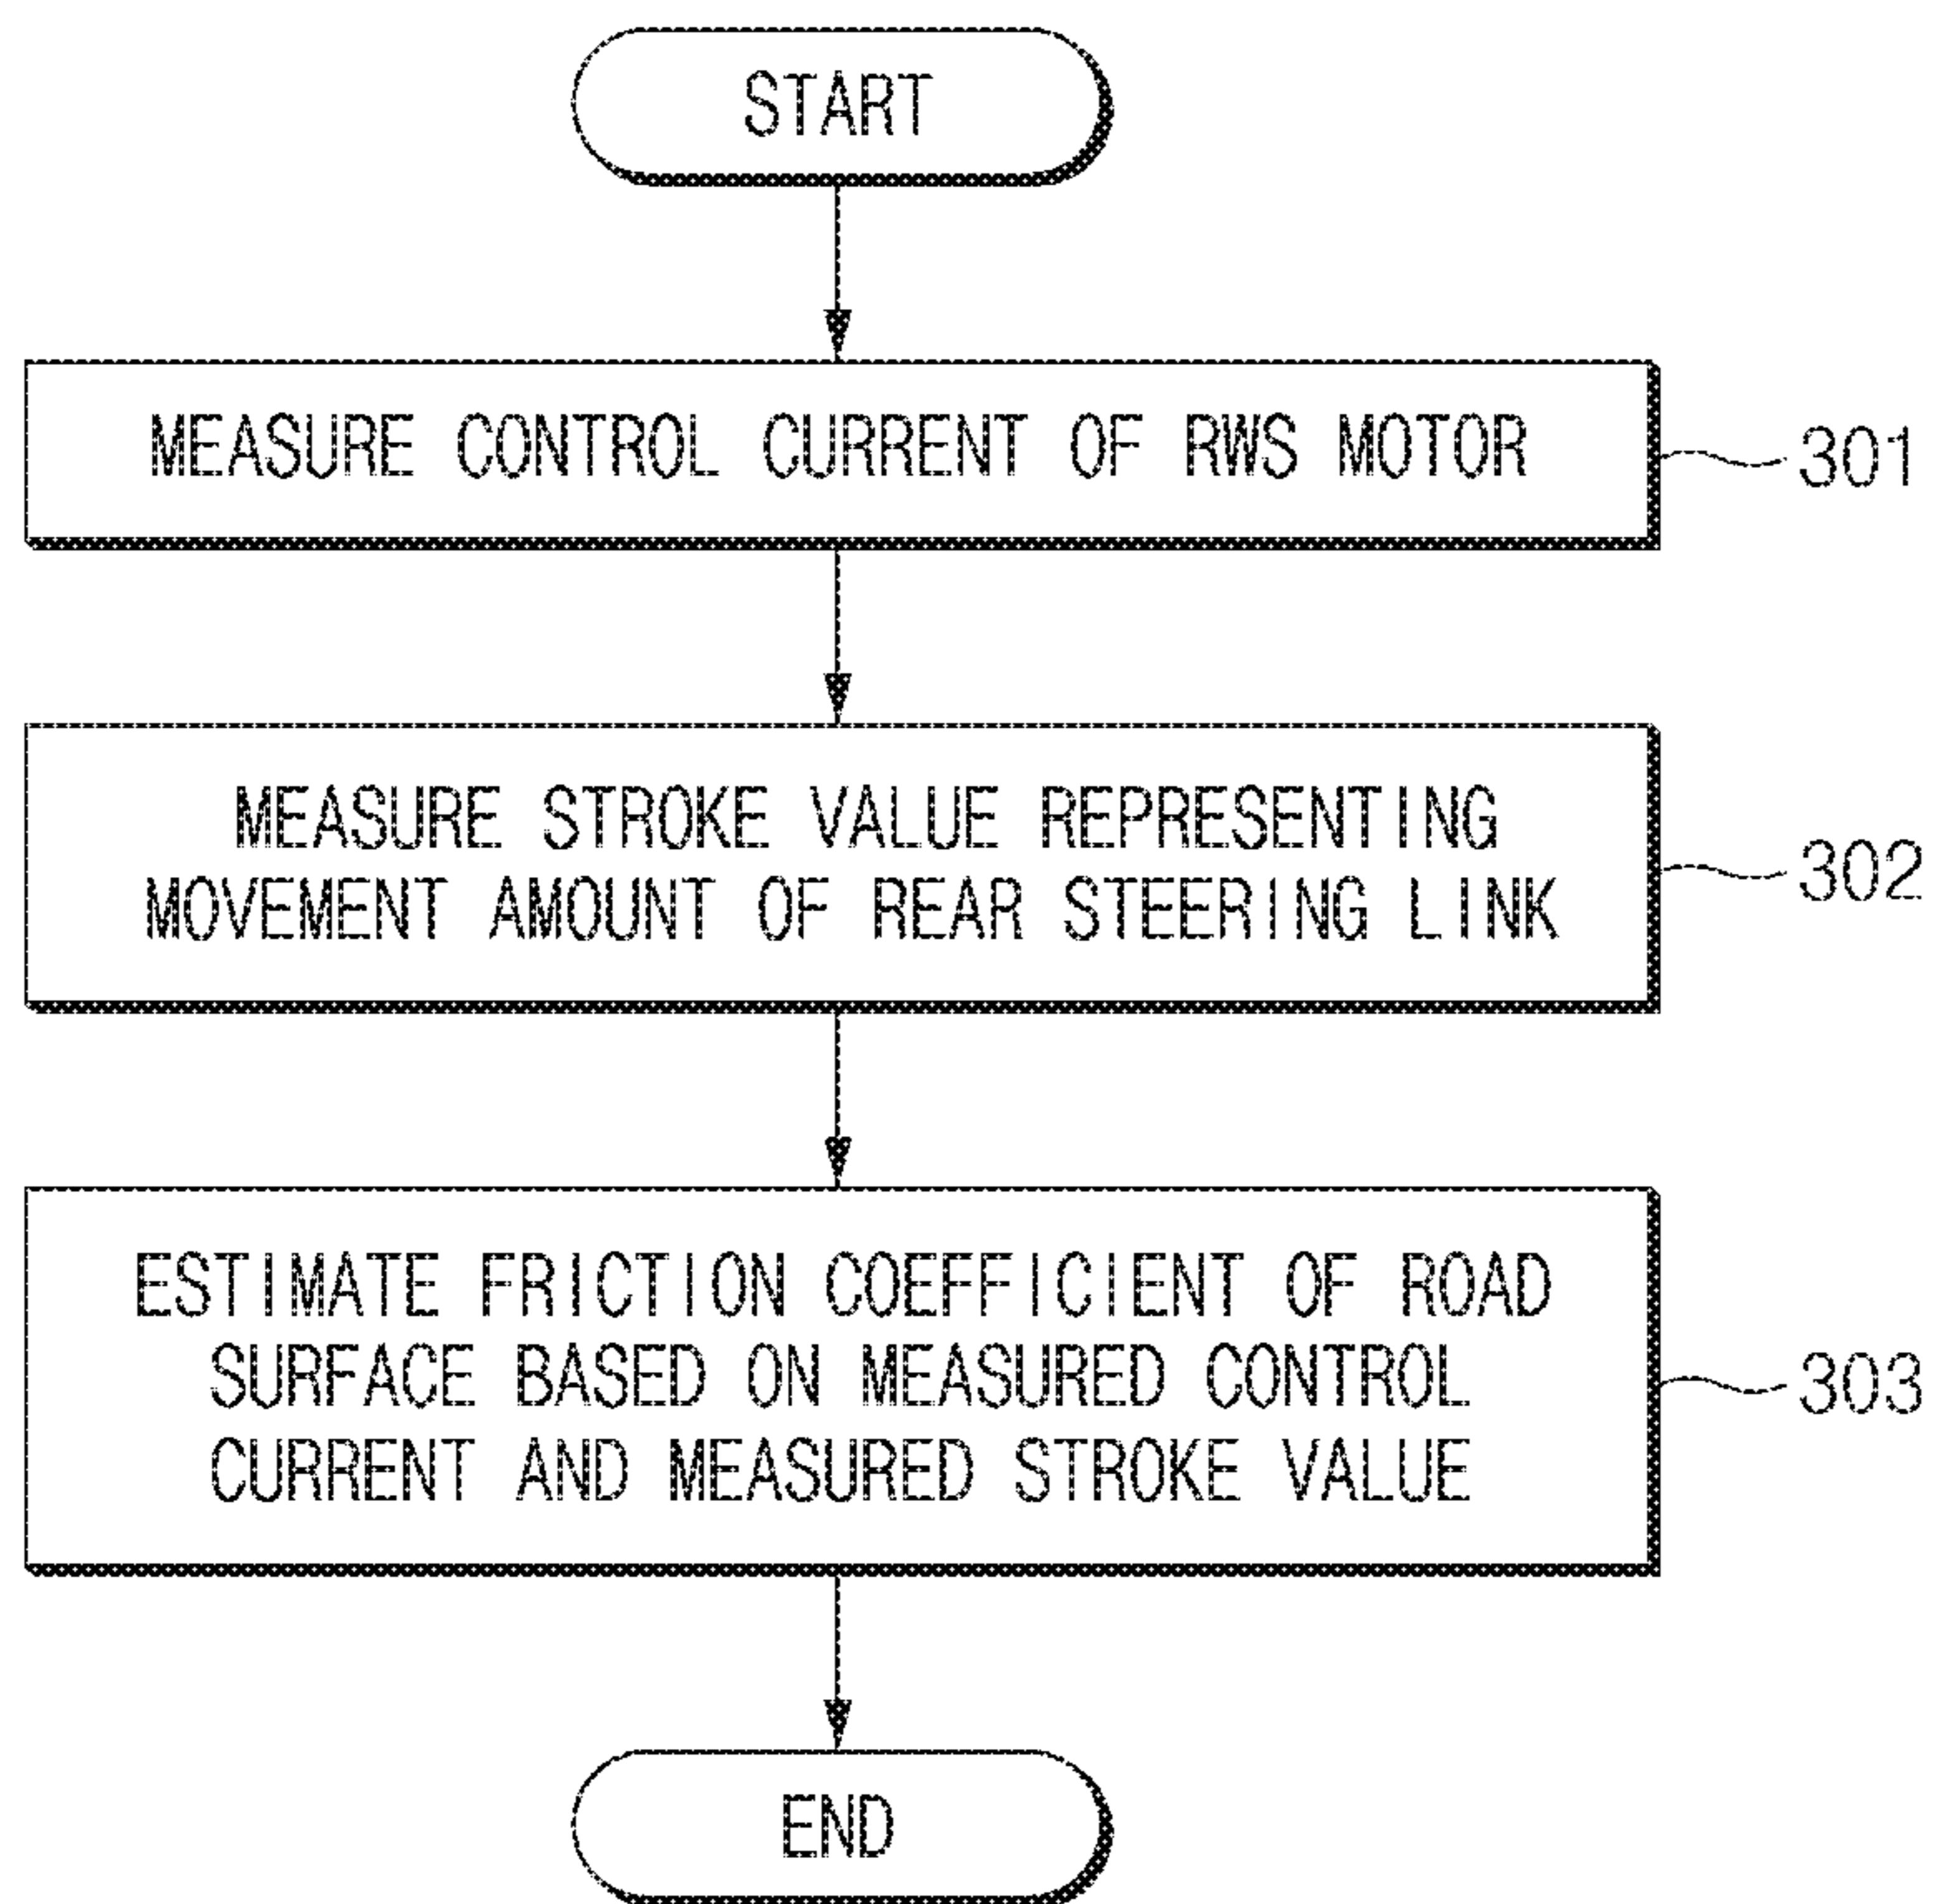 START
MEASURE CONTROL CURRENT OF RWS MOTOR
301
MEASURE STROKE VALUE REPRESENTING
MOVEMENT AMOUNT OF REAR STEERING LINK
302
ESTIMATE FRICTION COEFFICIENT OF ROAD
SURFACE BASED ON MEASURED CONTROL
CURRENT AND MEASURED STROKE VALUE
303
END